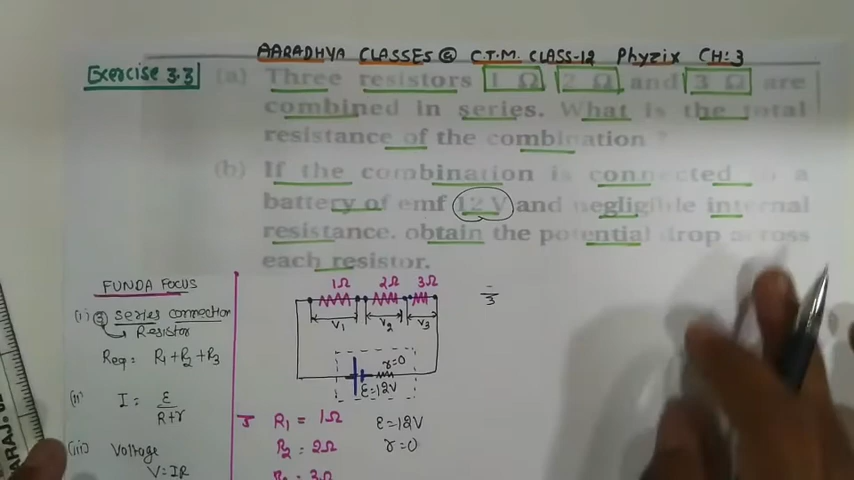 AARADHYA CLASSES @ C.T.M. CLASS-12 Phyzix CH:3
Exercise 3.3
(a) Three resistors 1 Ω 2 Ω and 3 Ω are
combined in series. What is the total
resistance of the combination ?
(b) If the combination is connected to a
battery of emf 12 V and negligible internal
resistance, obtain the potential drop across
each resistor.
FUNDA FOCUS
(i) series connection
Resistor
Req = R1+R2+R3
(ii) I = ε
R+r
(iii) Voltage
V=IR
1Ω 2Ω 3Ω
V1 V2 V3
r=0
ε=12V
R1 = 1Ω ε=12V
R2 = 2Ω r=0
3Ω
3